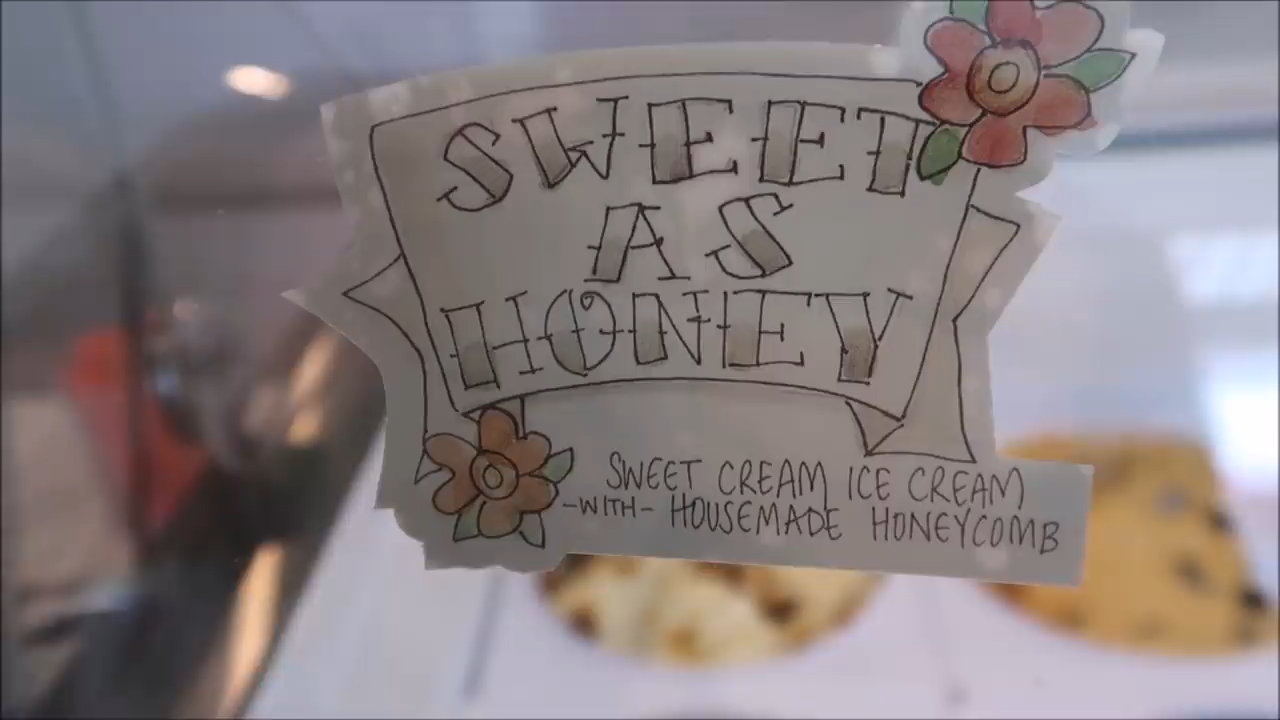 SWEET
AS
HONEY
SWEET CREAM ICE CREAM
-WITH- HOUSEMADE HONEYCOMB